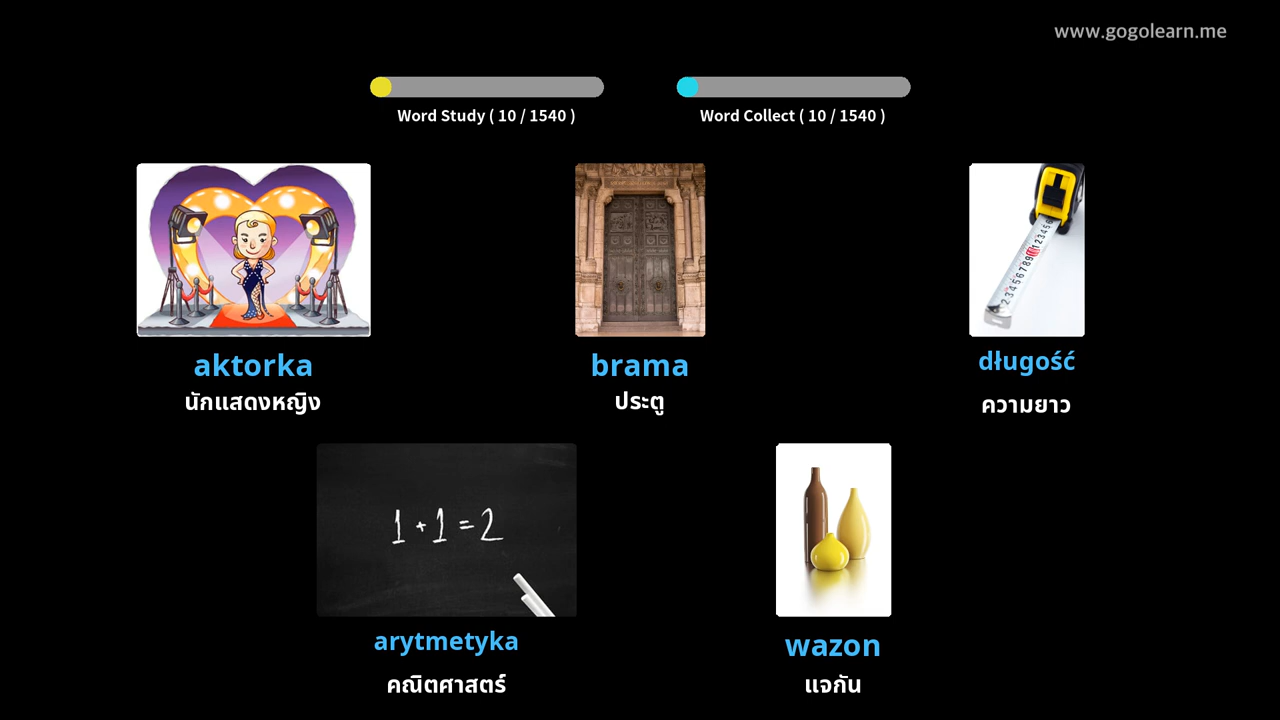 www.gogolearn.me
Word Study ( 10 / 1540 )
Word Collect ( 10 / 1540 )
aktorka
นักแสดงหญิง
brama
ประตู
długość
ความยาว
1 + 1 = 2
arytmetyka
คณิตศาสตร์
wazon
แจกัน